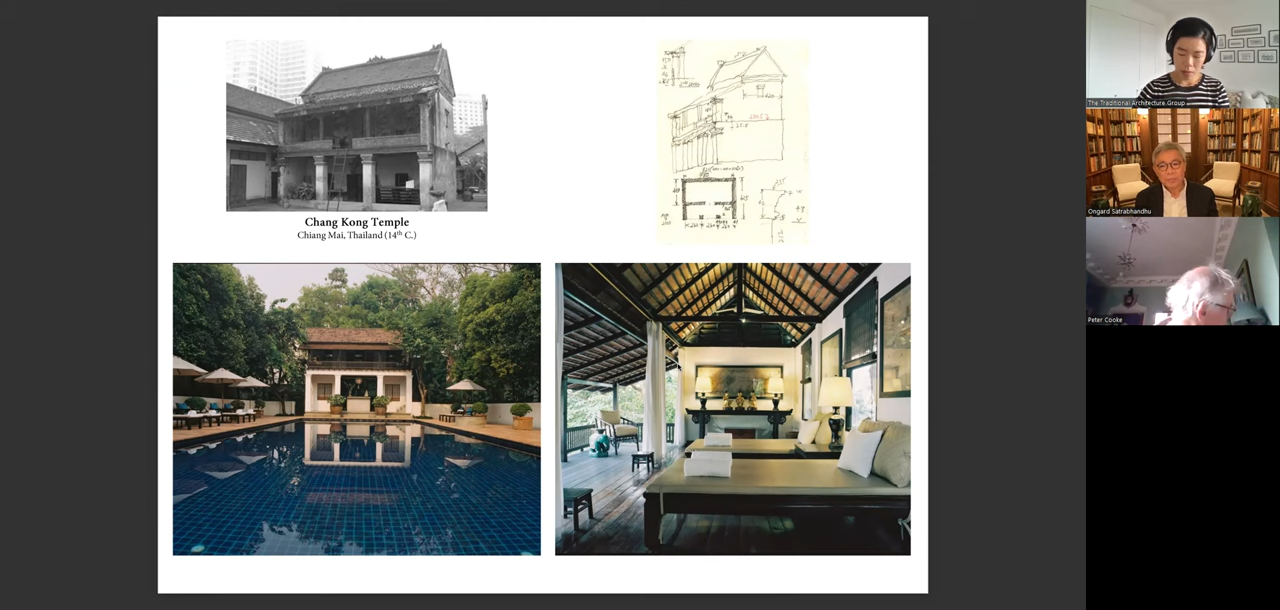 Chang Kong Temple
Chiang Mai, Thailand (14th C.)
The Traditional Architecture Group
Ongard Satrabhandhu
Peter Cooke